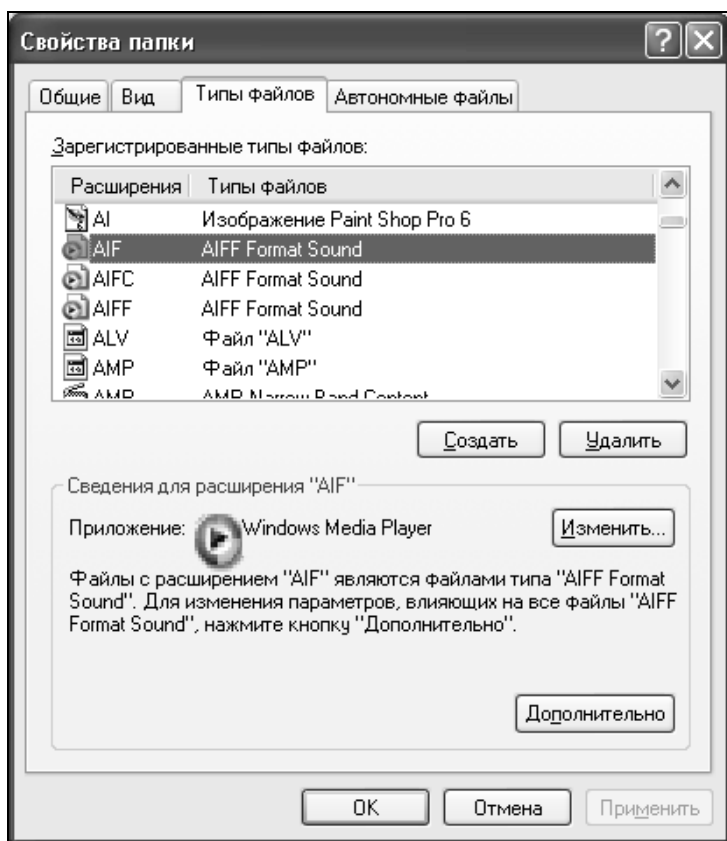 Свойства папки
Общие Вид Типы файлов Автономные файлы
Зарегистрированные типы файлов:
Расширения Типы файлов
AI Изображение Paint Shop Pro 6
AIF AIFF Format Sound
AIFC AIFF Format Sound
AIFF AIFF Format Sound
ALV Файл "ALV"
AMP Файл "AMP"
Создать Удалить
Сведения для расширения "AIF"
Приложение: Windows Media Player Изменить...
Файлы с расширением "AIF" являются файлами типа "AIFF Format
Sound". Для изменения параметров, влияющих на все файлы "AIFF
Format Sound", нажмите кнопку "Дополнительно".
Дополнительно
OK Отмена Применить